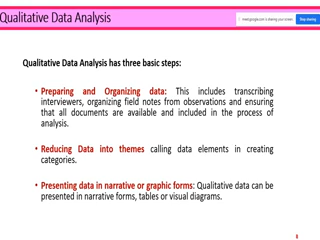 Qualitative Data Analysis
meet.google.com is sharing your screen.
Stop sharing
Qualitative Data Analysis has three basic steps:
• Preparing and Organizing data: This includes transcribing
interviewers, organizing field notes from observations and ensuring
that all documents are available and included in the process of
analysis.
• Reducing Data into themes calling data elements in creating
categories.
• Presenting data in narrative or graphic forms: Qualitative data can be
presented in narrative forms, tables or visual diagrams.
8